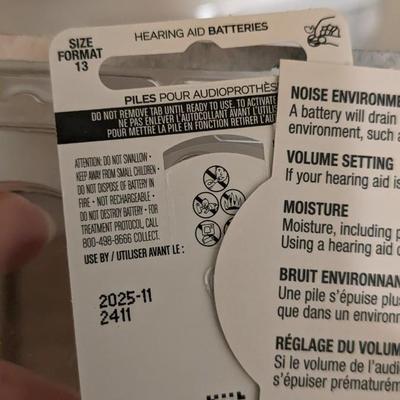 SIZE
FORMAT
13
HEARING AID BATTERIES
PILES POUR AUDIOPROTHÈS
DO NOT REMOVE TAB UNTIL READY TO USE. TO ACTIVATE
NE PAS ENLEVER L'AUTOCOLLANT AVANT L'UTI
POUR METTRE LA PILE EN FONCTION RETIRER L'A
ATTENTION: DO NOT SWALLOW •
KEEP AWAY FROM SMALL CHILDREN •
DO NOT DISPOSE OF BATTERY IN
FIRE • NOT RECHARGEABLE •
DO NOT DESTROY BATTERY • FOR
TREATMENT PROTOCOL, CALL
800-498-8666 COLLECT.
USE BY / UTILISER AVANT LE :
2025-11
2411
NOISE ENVIRONME
A battery will drain
environment, such a
VOLUME SETTING
If your hearing aid is
MOISTURE
Moisture, including p
Using a hearing aid
BRUIT ENVIRONNAN
Une pile s'épuise plus
que dans un environn
RÉGLAGE DU VOLUM
Si le volume de l'audi
s'épuiser prématurém